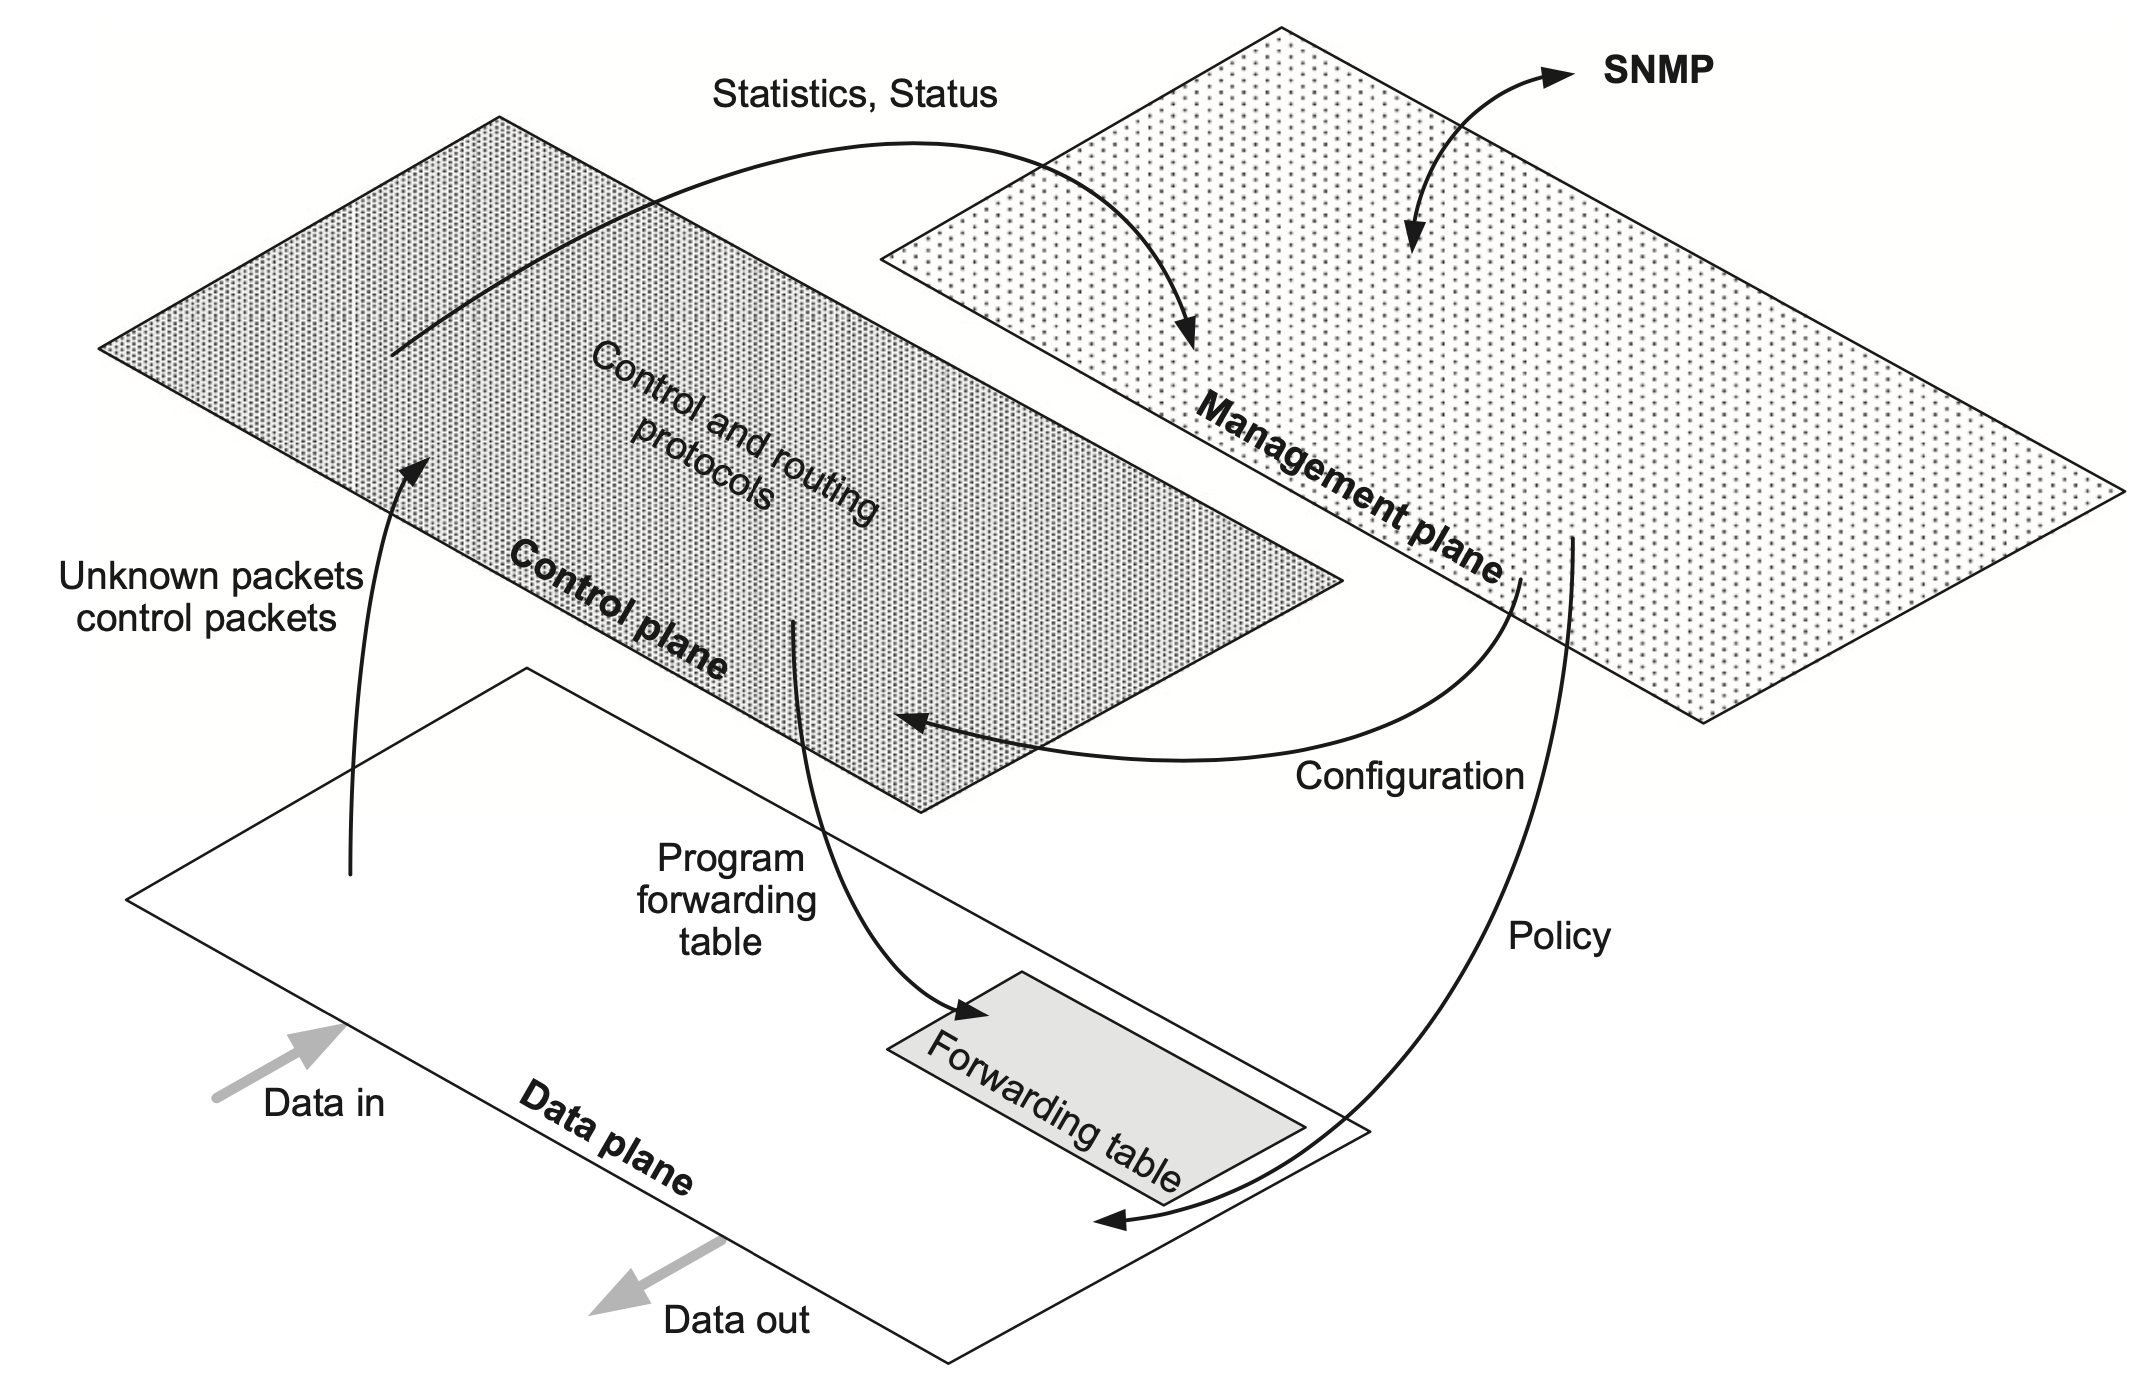 SNMP
Statistics, Status
Control and routing
protocols
Management plane
Control plane
Unknown packets
control packets
Configuration
Program
forwarding
table
Policy
Forwarding table
Data in
Data plane
Data out